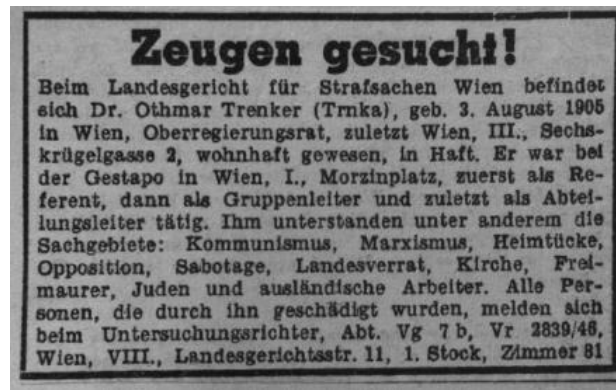 Zeugen gesucht!
Beim Landesgericht für Strafsachen Wien befindet
sich Dr. Othmar Trenker (Trnka), geb. 3. August 1905
in Wien, Oberregierungsrat, zuletzt Wien, III., Sechs-
krügelgasse 2, wohnhaft gewesen, in Haft. Er war bei
der Gestapo in Wien, I., Morzinplatz, zuerst als Re-
ferent, dann als Gruppenleiter und zuletzt als Abtei-
lungsleiter tätig. Ihm unterstanden unter anderem die
Sachgebiete: Kommunismus, Marxismus, Heimtücke,
Opposition, Sabotage, Landesverrat, Kirche, Frei-
maurer, Juden und ausländische Arbeiter. Alle Per-
sonen, die durch ihn geschädigt wurden, melden sich
beim Untersuchungsrichter, Abt. Vg 7 b, Vr 2839/46,
Wien, VIII., Landesgerichtsstr. 11, 1. Stock, Zimmer 81